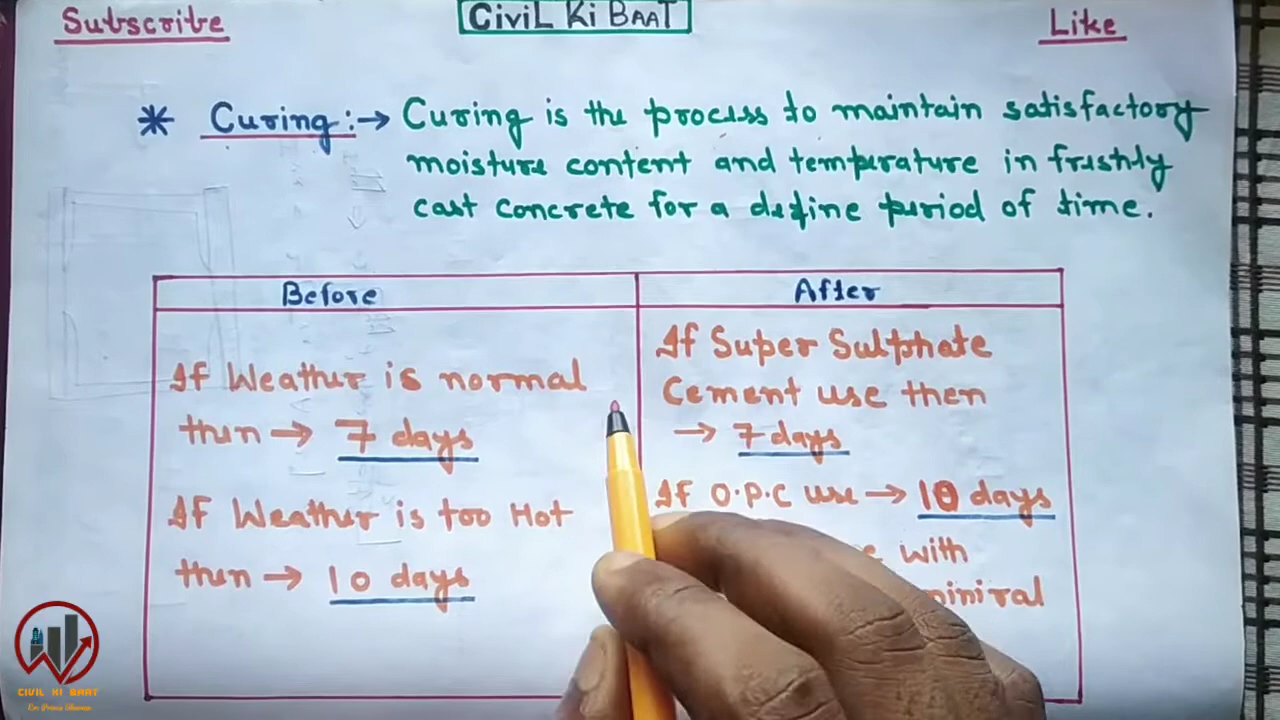 Subscribe
CiviL Ki BAAT
Like
* Curing:→ Curing is the process to maintain satisfactory
moisture content and temperature in freshly
cast concrete for a define period of time.
Before
If Weather is normal
then → 7 days
If Weather is too Hot
then → 10 days
After
If Super Sulphate
Cement use then
→ 7 days
If O.P.C use → 10 days
with
miniral
CIVIL KI BAAT